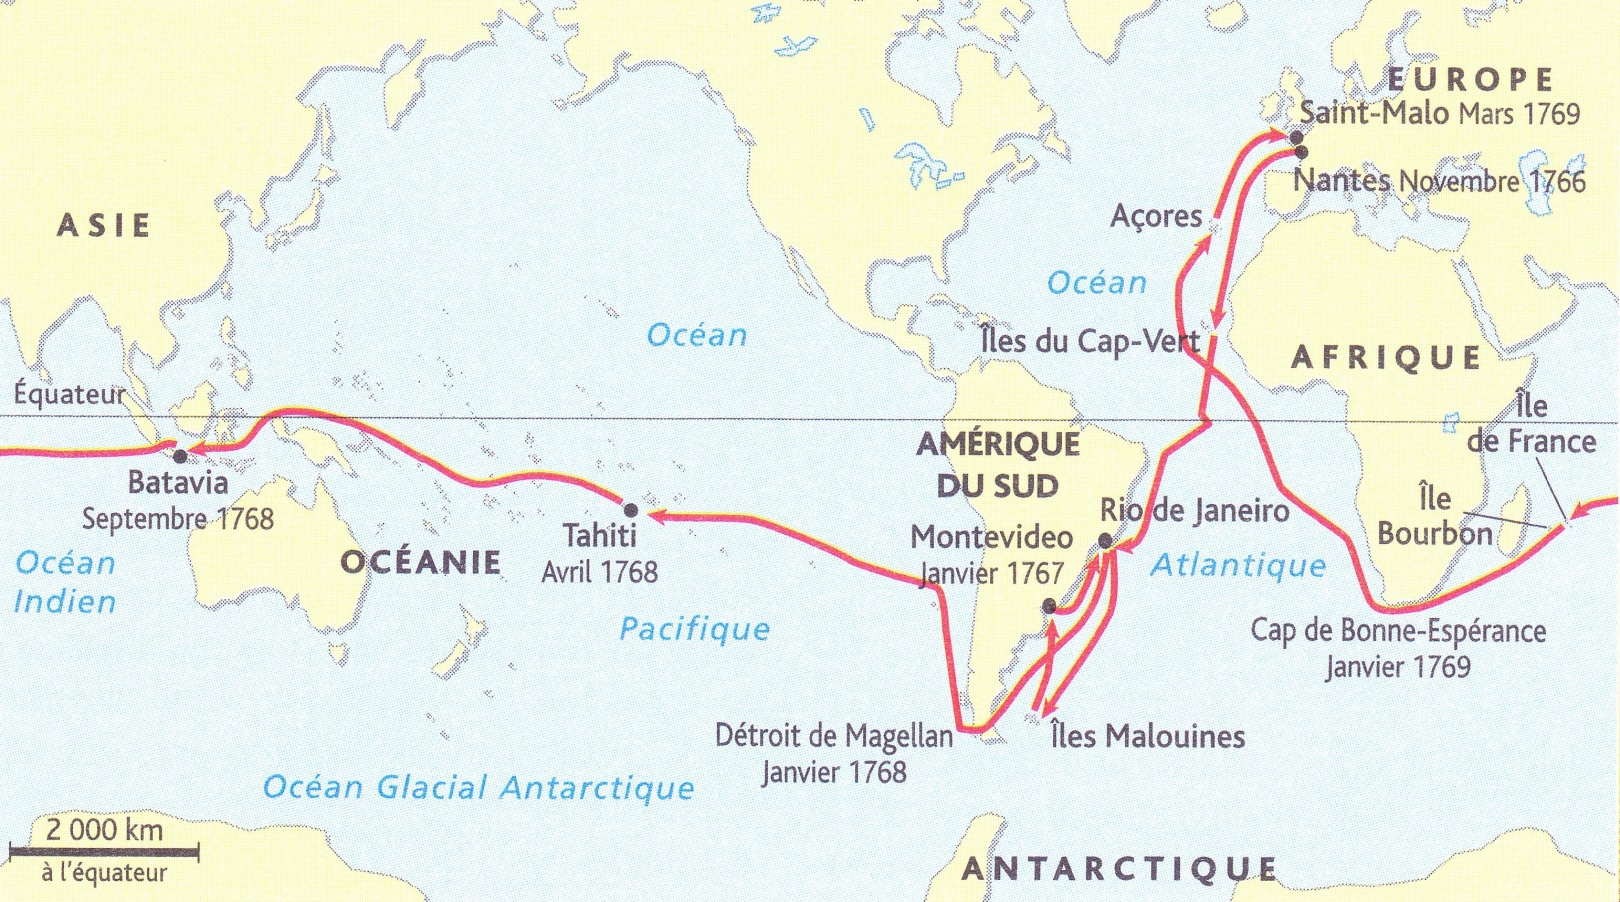 EUROPE
Saint-Malo Mars 1769
Nantes Novembre 1766
ASIE
Açores
Océan
Océan
Îles du Cap-Vert
AFRIQUE
Équateur
Île
de France
AMÉRIQUE
DU SUD
Batavia
Septembre 1768
Île
Bourbon
Rio de Janeiro
Tahiti
Avril 1768
Montevideo
Janvier 1767
OCÉANIE
Océan
Indien
Atlantique
Pacifique
Cap de Bonne-Espérance
Janvier 1769
Détroit de Magellan
Janvier 1768
Îles Malouines
Océan Glacial Antarctique
2 000 km
à l'équateur
ANTARCTIQUE